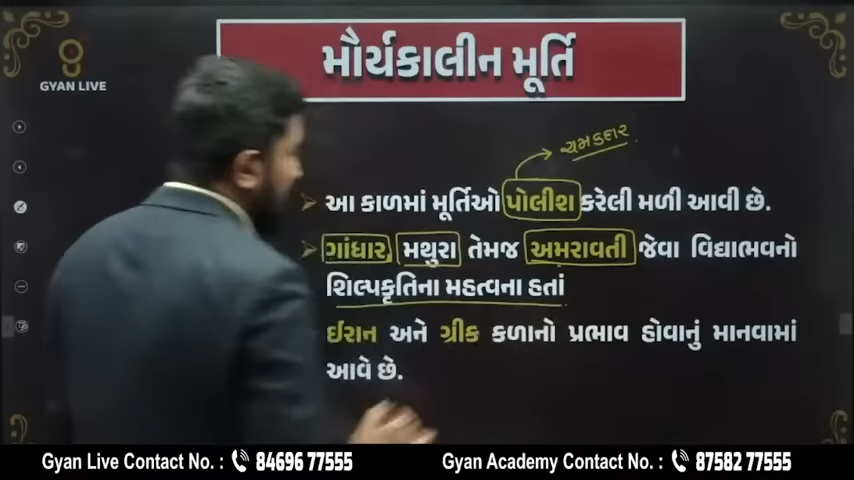 મૌર્યકાલીન મૂર્તિ
GYAN LIVE
ચમકદાર
આ કાળમાં મૂર્તિઓ પોલીશ કરેલી મળી આવી છે.
ગાંધાર, મથુરા તેમજ અમરાવતી જેવા વિદ્યાભવનો
શિલ્પકૃતિના મહત્વના હતાં
ઈરાન અને ગ્રીક કળાનો પ્રભાવ હોવાનું માનવામાં
આવે છે.
Gyan Live Contact No. : 84696 77555 Gyan Academy Contact No. : 87582 77555